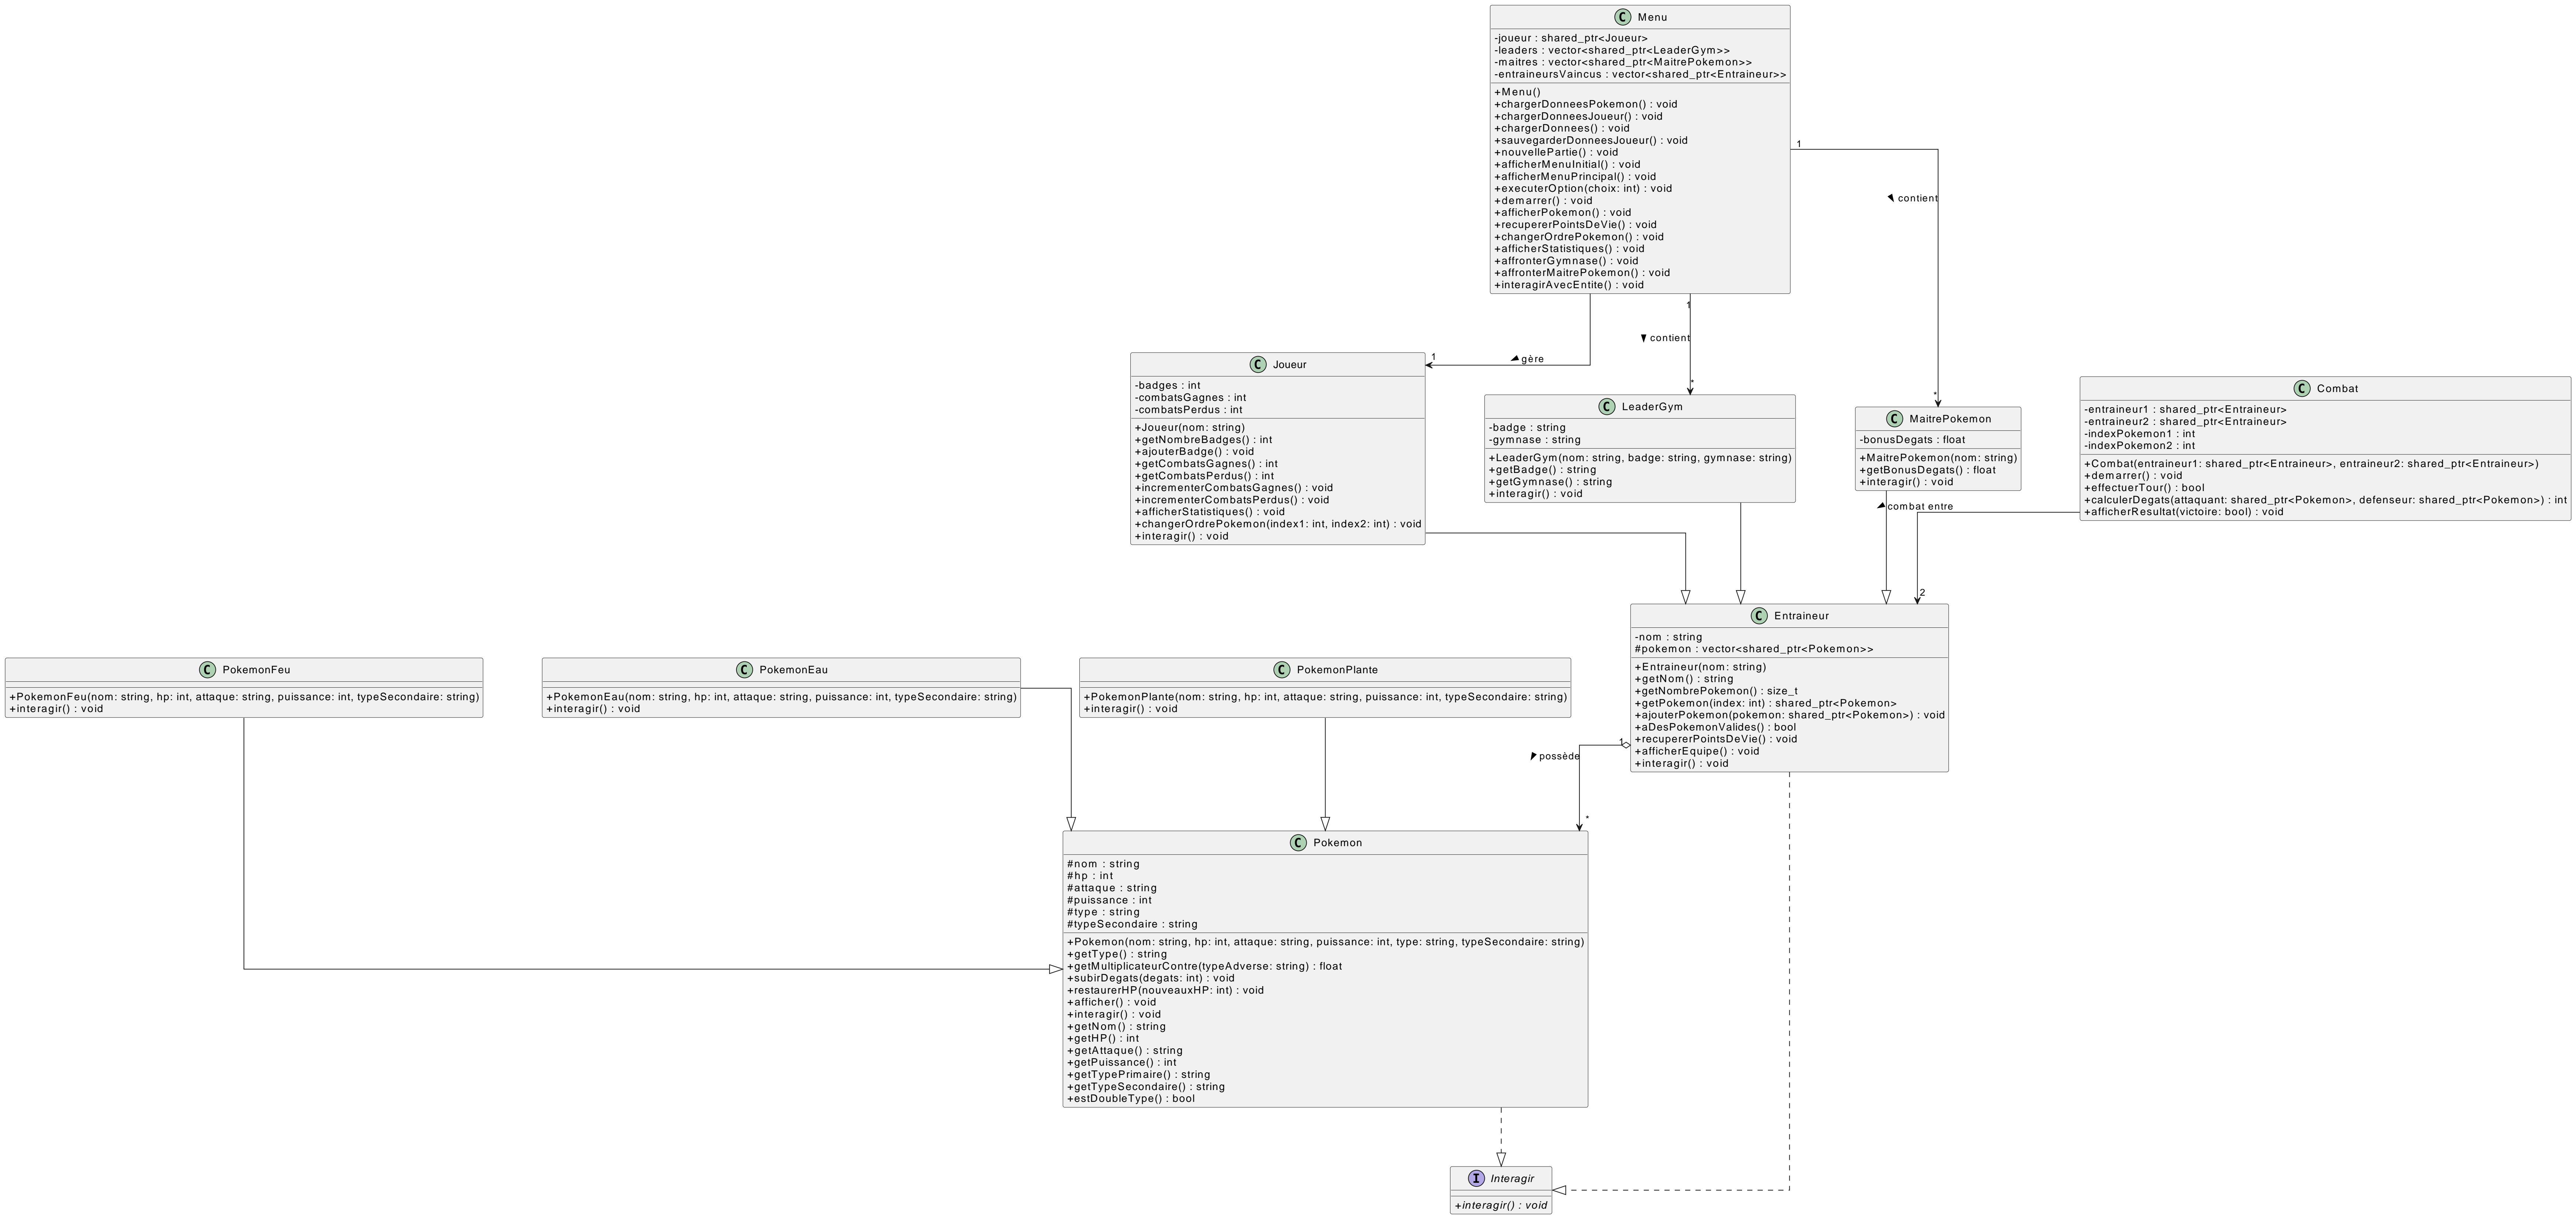 Menu
-joueur : shared_ptr<Joueur>
-leaders : vector<shared_ptr<LeaderGym>>
-maitres : vector<shared_ptr<MaitrePokemon>>
-entraineursVaincus : vector<shared_ptr<Entraineur>>
+Menu()
+chargerDonneesPokemon() : void
+chargerDonneesJoueur() : void
+chargerDonnees() : void
+sauvegarderDonneesJoueur() : void
+nouvellePartie() : void
+afficherMenuInitial() : void
+afficherMenuPrincipal() : void
+executerOption(choix: int) : void
+demarrer() : void
+afficherPokemon() : void
+recupererPointsDeVie() : void
+changerOrdrePokemon() : void
+afficherStatistiques() : void
+affronterGymnase() : void
+affronterMaitrePokemon() : void
+interagirAvecEntite() : void
1
contient
*
1
contient
*
gère
1
Joueur
-badges : int
-combatsGagnes : int
-combatsPerdus : int
+Joueur(nom: string)
+getNombreBadges() : int
+ajouterBadge() : void
+getCombatsGagnes() : int
+getCombatsPerdus() : int
+incrementerCombatsGagnes() : void
+incrementerCombatsPerdus() : void
+afficherStatistiques() : void
+changerOrdrePokemon(index1: int, index2: int) : void
+interagir() : void
LeaderGym
-badge : string
-gymnase : string
+LeaderGym(nom: string, badge: string, gymnase: string)
+getBadge() : string
+getGymnase() : string
+interagir() : void
MaitrePokemon
-bonusDegats : float
+MaitrePokemon(nom: string)
+getBonusDegats() : float
+interagir() : void
Combat
-entraineur1 : shared_ptr<Entraineur>
-entraineur2 : shared_ptr<Entraineur>
-indexPokemon1 : int
-indexPokemon2 : int
+Combat(entraineur1: shared_ptr<Entraineur>, entraineur2: shared_ptr<Entraineur>)
+demarrer() : void
+effectuerTour() : bool
+calculerDegats(attaquant: shared_ptr<Pokemon>, defenseur: shared_ptr<Pokemon>) : int
+afficherResultat(victoire: bool) : void
combat entre
2
Entraineur
-nom : string
#pokemon : vector<shared_ptr<Pokemon>>
+Entraineur(nom: string)
+getNom() : string
+getNombrePokemon() : size_t
+getPokemon(index: int) : shared_ptr<Pokemon>
+ajouterPokemon(pokemon: shared_ptr<Pokemon>) : void
+aDesPokemonValides() : bool
+recupererPointsDeVie() : void
+afficherEquipe() : void
+interagir() : void
PokemonFeu
+PokemonFeu(nom: string, hp: int, attaque: string, puissance: int, typeSecondaire: string)
+interagir() : void
PokemonEau
+PokemonEau(nom: string, hp: int, attaque: string, puissance: int, typeSecondaire: string)
+interagir() : void
PokemonPlante
+PokemonPlante(nom: string, hp: int, attaque: string, puissance: int, typeSecondaire: string)
+interagir() : void
1
possède
*
Pokemon
#nom : string
#hp : int
#attaque : string
#puissance : int
#type : string
#typeSecondaire : string
+Pokemon(nom: string, hp: int, attaque: string, puissance: int, type: string, typeSecondaire: string)
+getType() : string
+getMultiplicateurContre(typeAdverse: string) : float
+subirDegats(degats: int) : void
+restaurerHP(nouveauxHP: int) : void
+afficher() : void
+interagir() : void
+getNom() : string
+getHP() : int
+getAttaque() : string
+getPuissance() : int
+getTypePrimaire() : string
+getTypeSecondaire() : string
+estDoubleType() : bool
Interagir
+interagir() : void